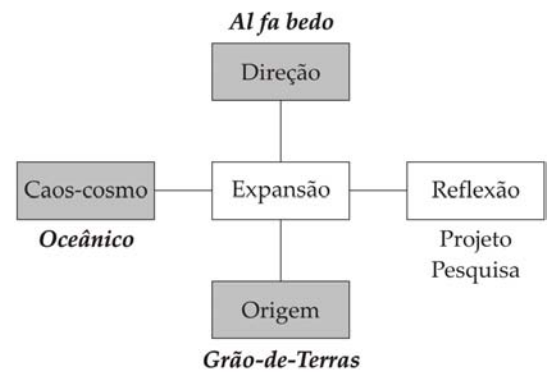 Al fa bedo
Direção
Caos-cosmo
Expansão
Reflexão
Oceânico
Projeto
Pesquisa
Origem
Grão-de-Terras